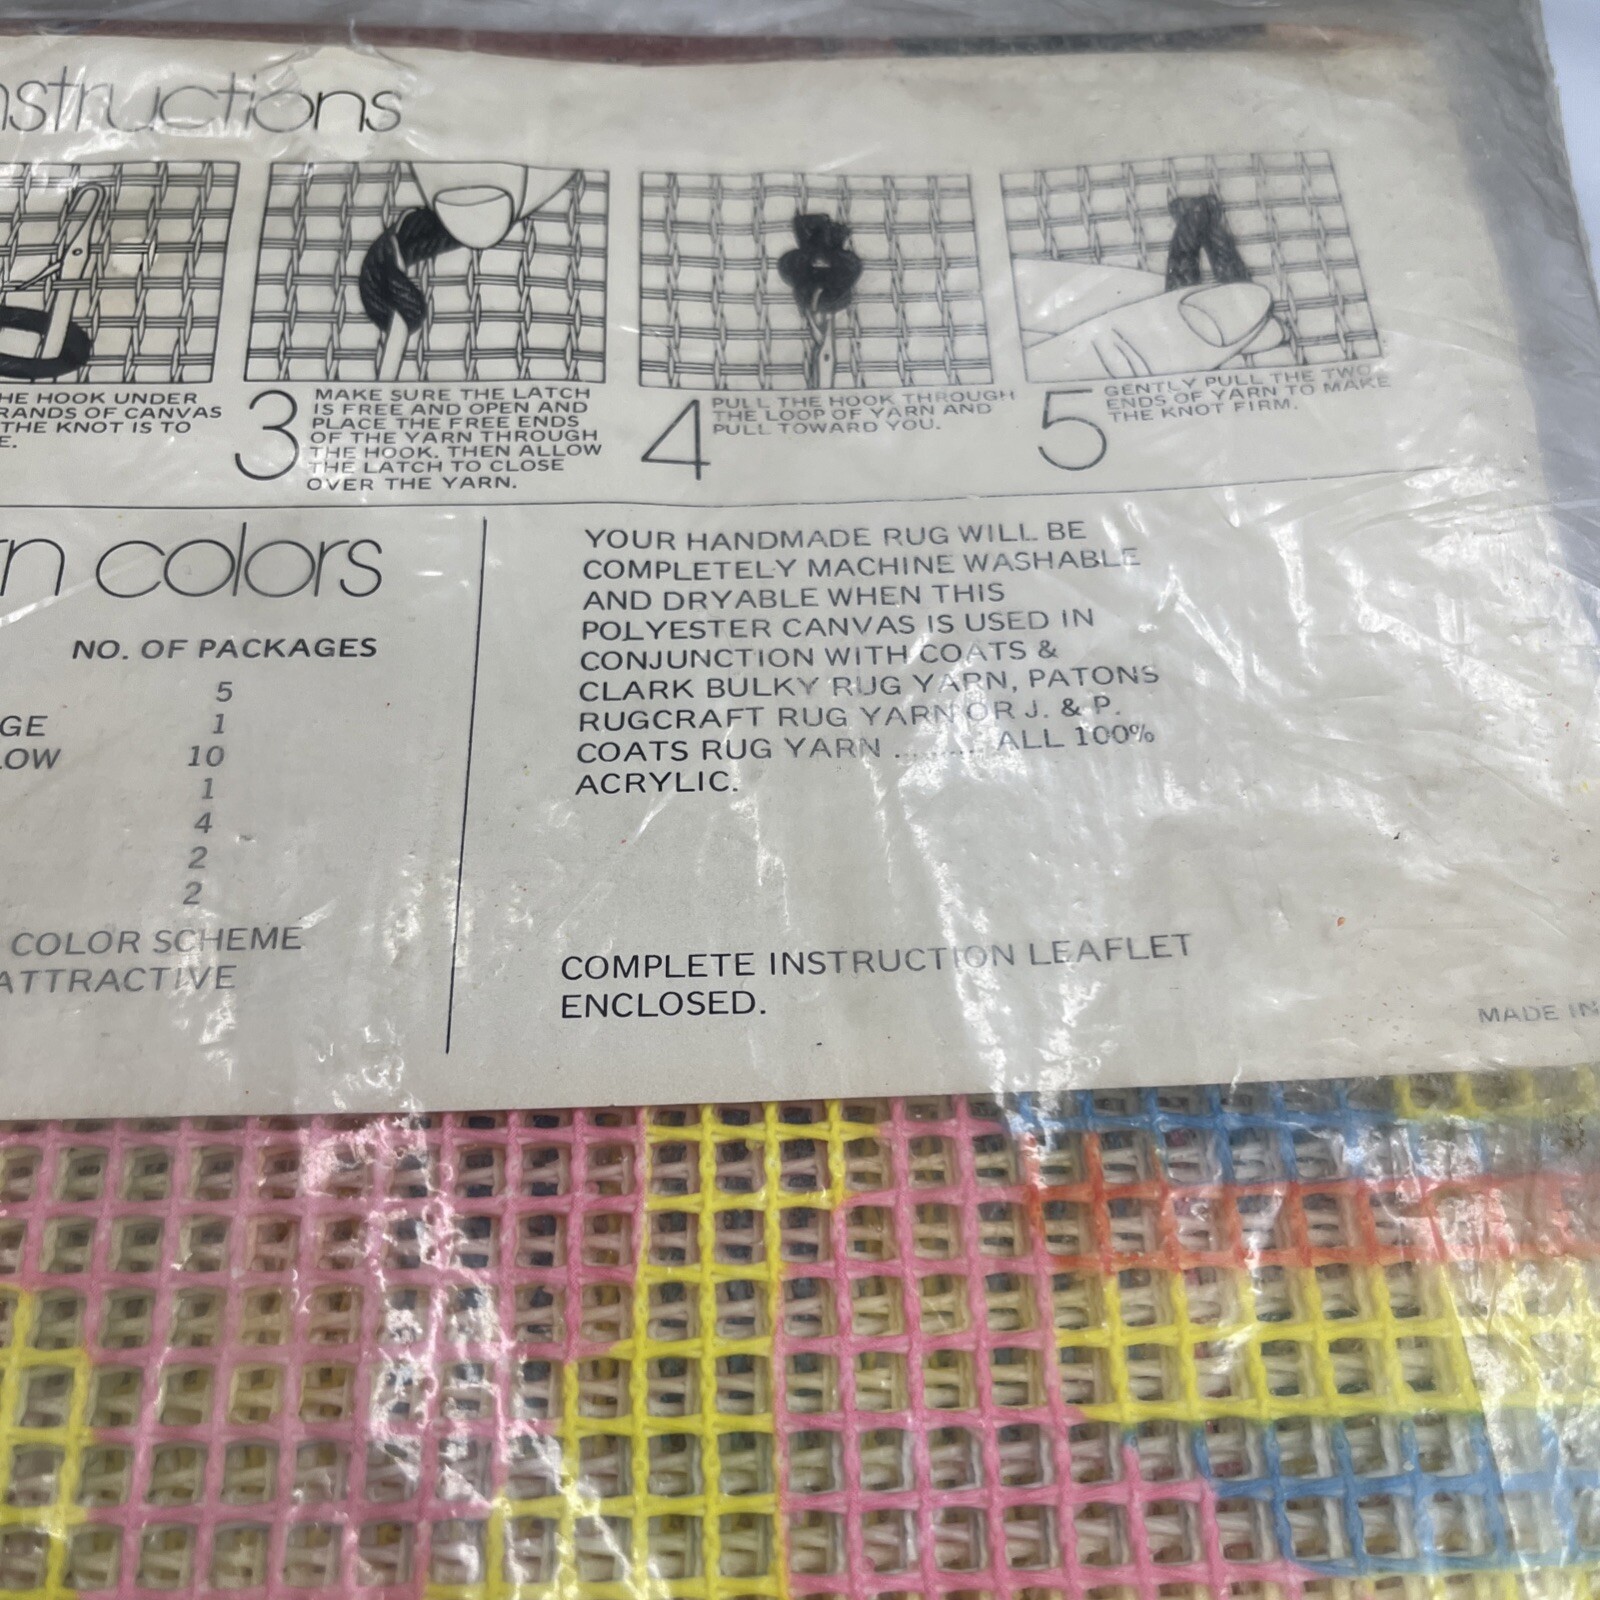 nstructions
HE HOOK UNDER
RANDS OF CANVAS
THE KNOT IS TO
E.
3
MAKE SURE THE LATCH
IS FREE AND OPEN AND
PLACE THE FREE ENDS
OF THE YARN THROUGH
THE HOOK. THEN ALLOW
THE LATCH TO CLOSE
OVER THE YARN.
4
PULL THE HOOK THROUGH
THE LOOP OF YARN AND
PULL TOWARD YOU.
5
GENTLY PULL THE TWO
ENDS OF YARN TO MAKE
THE KNOT FIRM.
rn colors
NO. OF PACKAGES
5
GE 1
LOW 10
1
4
2
2
COLOR SCHEME
ATTRACTIVE
YOUR HANDMADE RUG WILL BE
COMPLETELY MACHINE WASHABLE
AND DRYABLE WHEN THIS
POLYESTER CANVAS IS USED IN
CONJUNCTION WITH COATS &
CLARK BULKY RUG YARN, PATONS
RUGCRAFT RUG YARN OR J. & P.
COATS RUG YARN ........ ALL 100%
ACRYLIC.
COMPLETE INSTRUCTION LEAFLET
ENCLOSED.
MADE IN